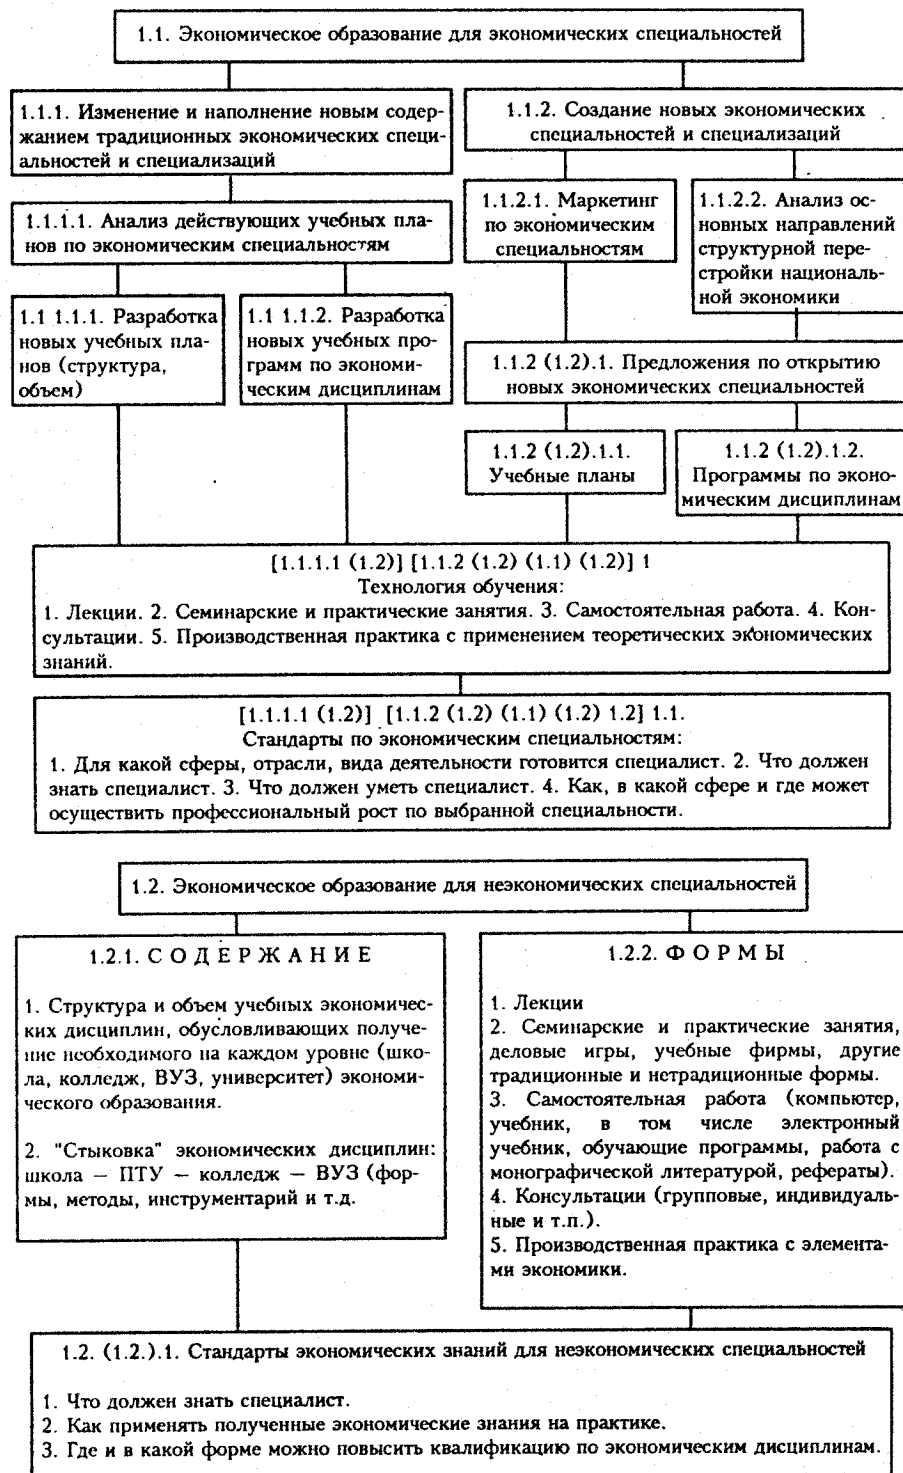 1.1. Экономическое образование для экономических специальностей
1.1.1. Изменение и наполнение новым содер-
жанием традиционных экономических специ-
альностей и специализаций
1.1.2. Создание новых экономических
специальностей и специализаций
1.1.1.1. Анализ действующих учебных пла-
нов по экономическим специальностям
1.1.2.1. Маркетинг
по экономическим
специальностям
1.1.2.2. Анализ ос-
новных направлений
структурной пере-
стройки националь-
ной экономики
1.1 1.1.1. Разработка
новых учебных пла-
нов (структура,
объем)
1.1 1.1.2. Разработка
новых учебных про-
грамм по экономи-
ческим дисциплинам
1.1.2 (1.2).1. Предложения по открытию
новых экономических специальностей
1.1.2 (1.2).1.1.
Учебные планы
1.1.2 (1.2).1.2.
Программы по эконо-
мическим дисциплинам
[1.1.1.1 (1.2)] [1.1.2 (1.2) (1.1) (1.2)] 1
Технология обучения:
1. Лекции. 2. Семинарские и практические занятия. 3. Самостоятельная работа. 4. Кон-
сультации. 5. Производственная практика с применением теоретических экономических
знаний.
[1.1.1.1 (1.2)] [1.1.2 (1.2) (1.1) (1.2) 1.2] 1.1.
Стандарты по экономическим специальностям:
1. Для какой сферы, отрасли, вида деятельности готовится специалист. 2. Что должен
знать специалист. 3. Что должен уметь специалист. 4. Как, в какой сфере и где может
осуществить профессиональный рост по выбранной специальности.
1.2. Экономическое образование для неэкономических специальностей
1.2.1. С О Д Е Р Ж А Н И Е
1. Структура и объем учебных экономичес-
ких дисциплин, обусловливающих получе-
ние необходимого на каждом уровне (шко-
ла, колледж, ВУЗ, университет) экономи-
ческого образования.
2. "Стыковка" экономических дисциплин:
школа – ПТУ – колледж – ВУЗ (фор-
мы, методы, инструментарий и т.д.
1.2.2. Ф О Р М Ы
1. Лекции
2. Семинарские и практические занятия,
деловые игры, учебные фирмы, другие
традиционные и нетрадиционные формы.
3. Самостоятельная работа (компьютер,
учебник, в том числе электронный
учебник, обучающие программы, работа с
монографической литературой, рефераты).
4. Консультации (групповые, индивидуаль-
ные и т.п.).
5. Производственная практика с элемента-
ми экономики.
1.2. (1.2.).1. Стандарты экономических знаний для неэкономических специальностей
1. Что должен знать специалист.
2. Как применять полученные экономические знания на практике.
3. Где и в какой форме можно повысить квалификацию по экономическим дисциплинам.